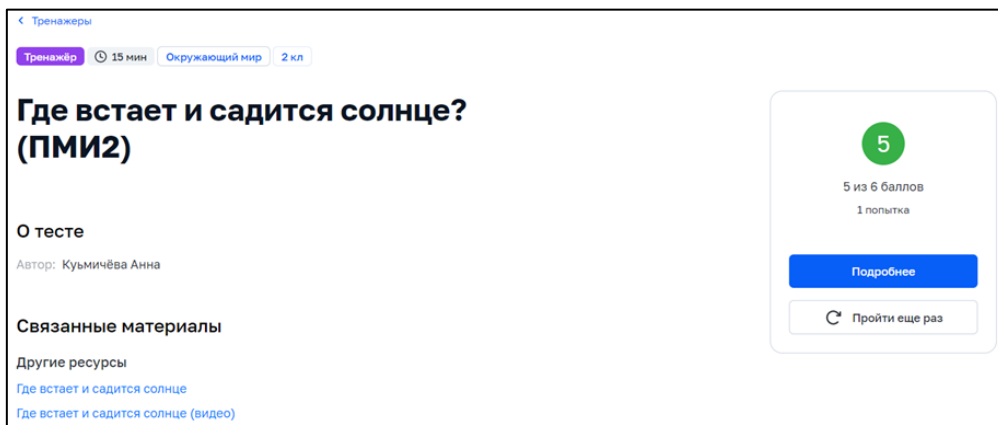 Тренажеры
Тренажёр 15 мин Окружающий мир 2 кл
Где встает и садится солнце?
(ПМИ2)
5
5 из 6 баллов
1 попытка
Подробнее
Пройти еще раз
О тесте
Автор: Куьмичёва Анна
Связанные материалы
Другие ресурсы
Где встает и садится солнце
Где встает и садится солнце (видео)